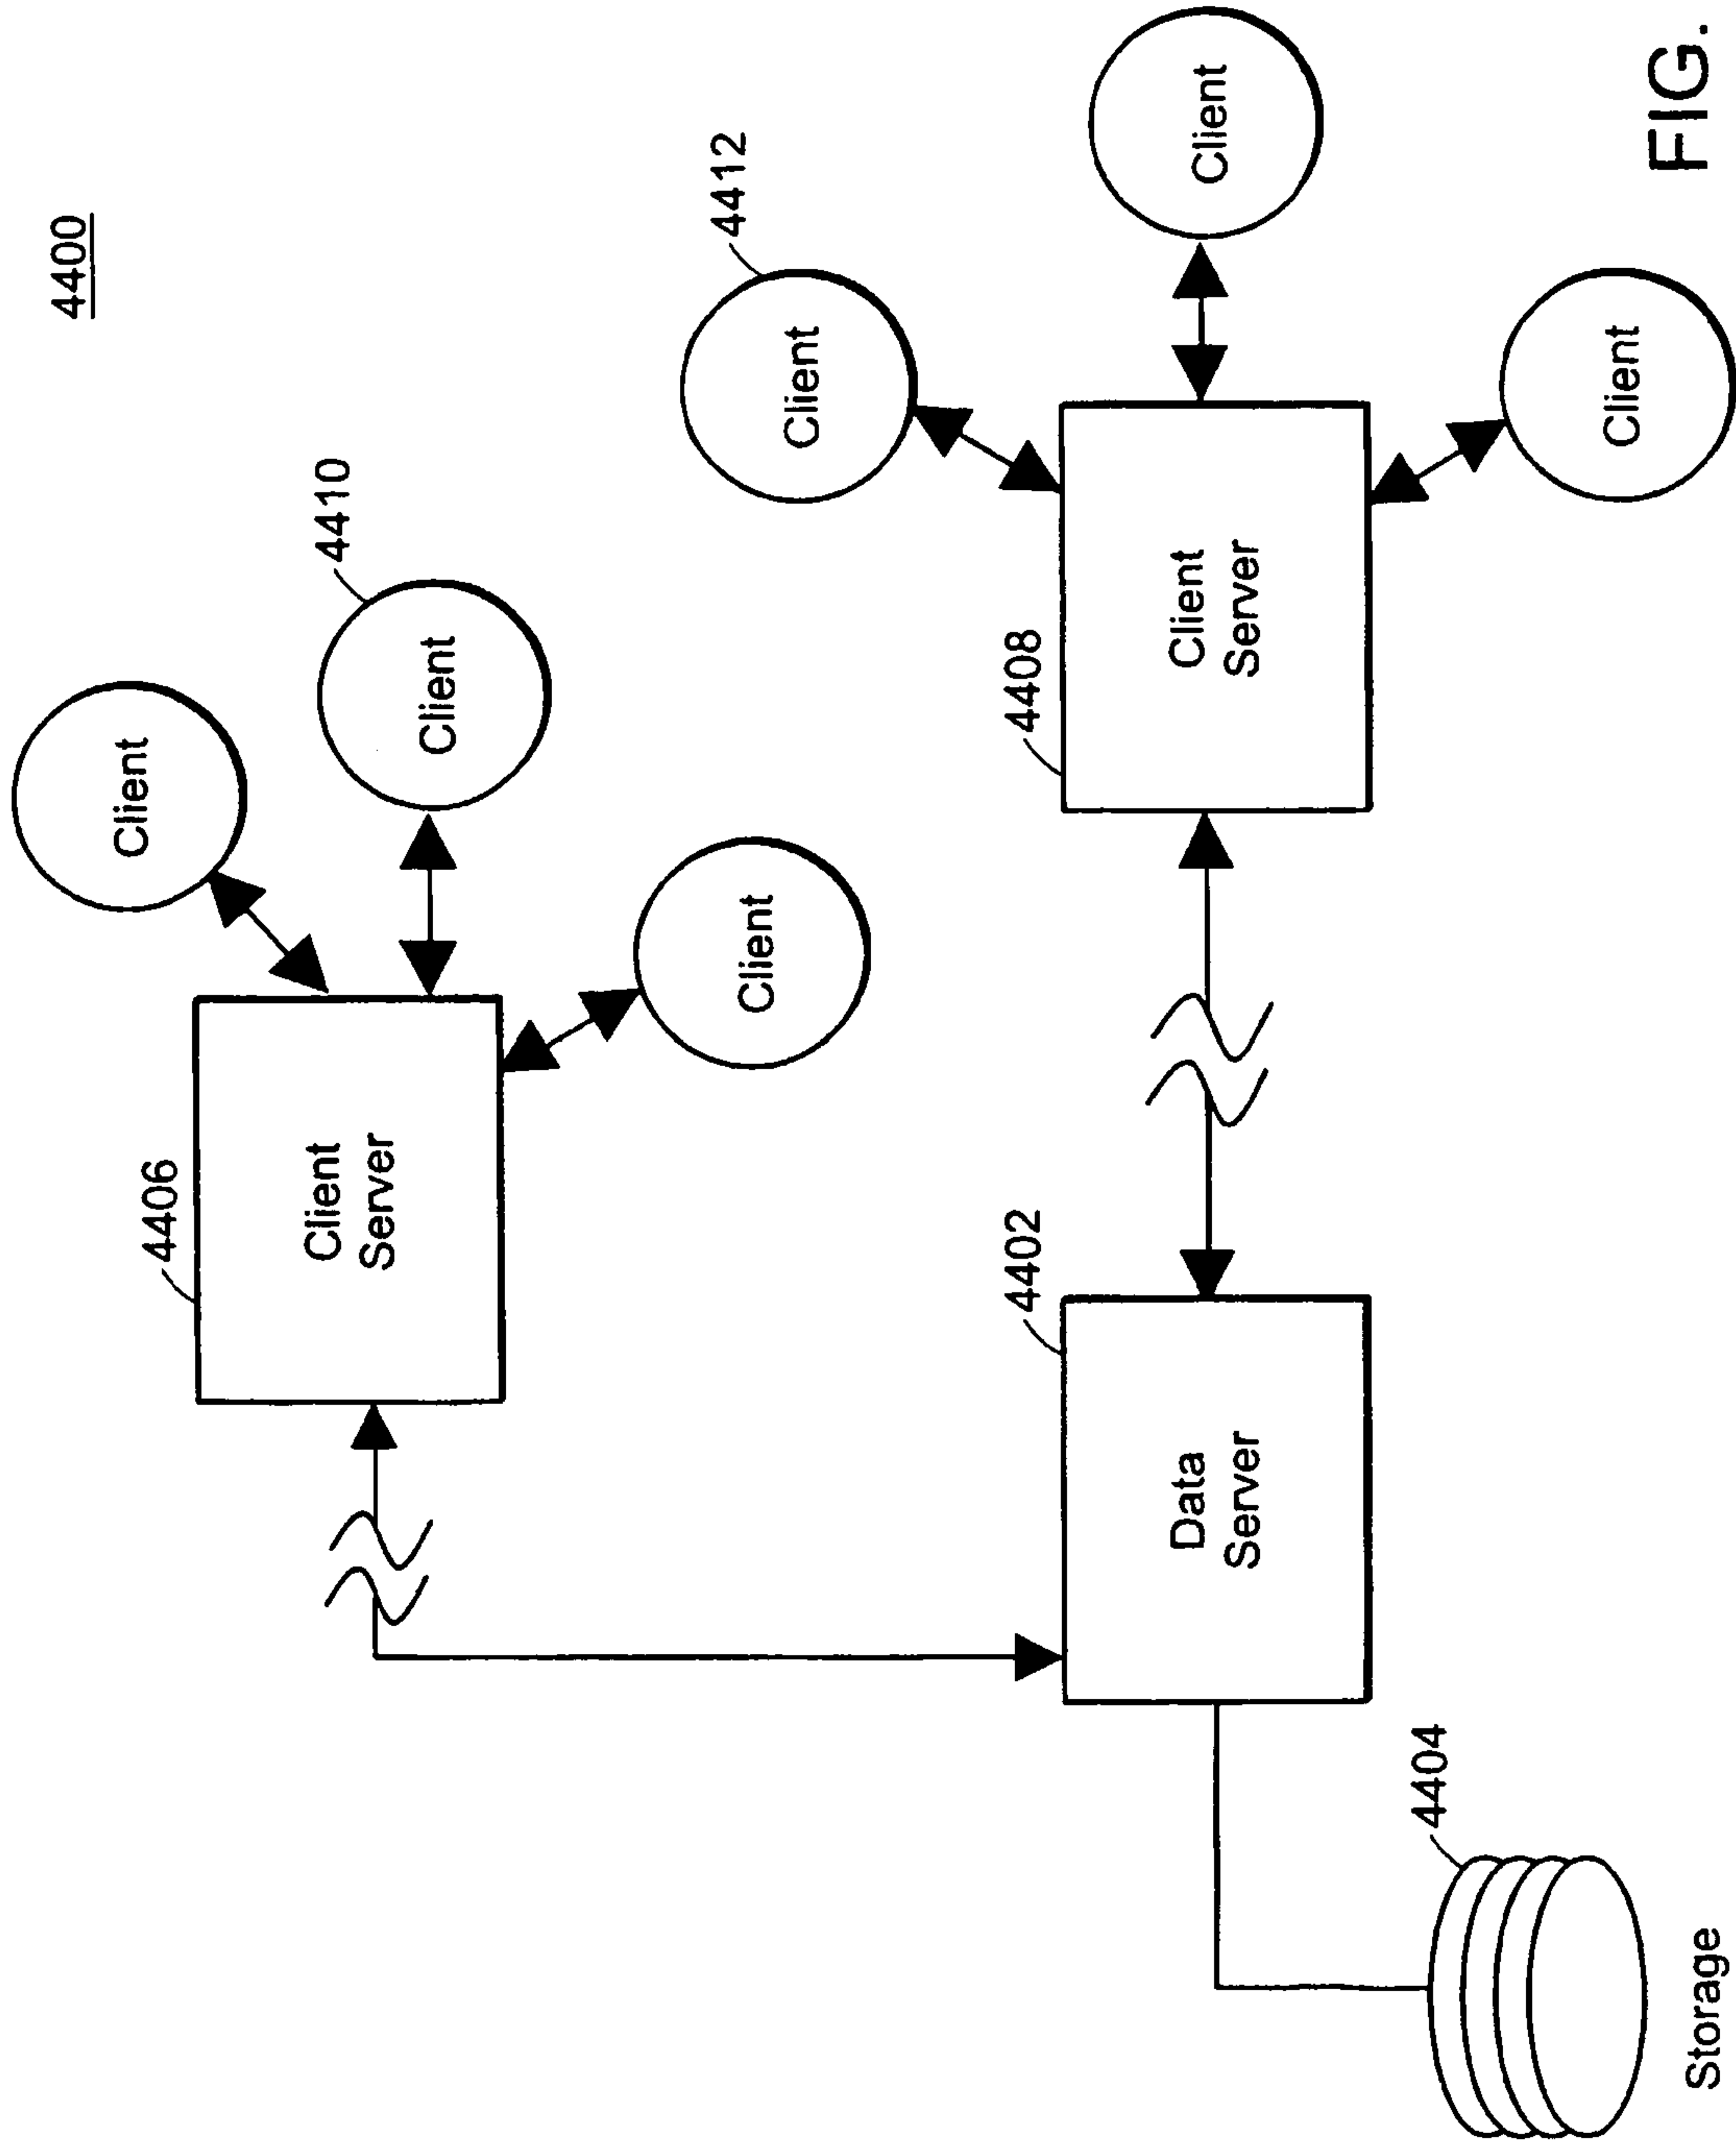 4400
4406
Client
Server
Client
4410
Client
Client
4402
Data
Server
4404
Storage
4408
Client
Server
4412
Client
Client
Client
FIG.